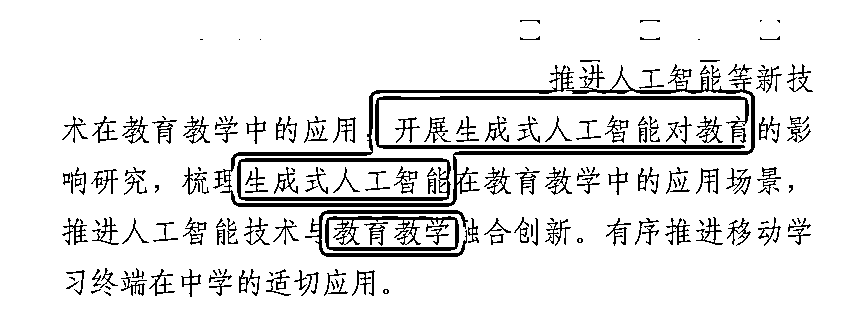 推进人工智能等新技
术在教育教学中的应用，开展生成式人工智能对教育的影
响研究，梳理生成式人工智能在教育教学中的应用场景，
推进人工智能技术与教育教学融合创新。有序推进移动学
习终端在中学的适切应用。